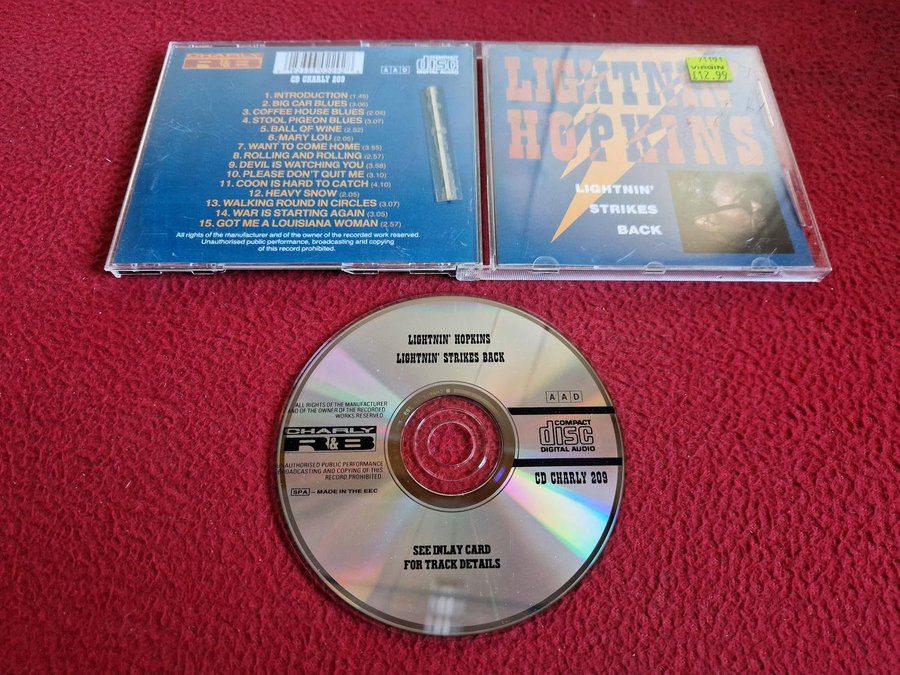 CHARLY
R&B
CD CHARLY 209
AAD
COMPACT
disc
DIGITAL AUDIO
1. INTRODUCTION (1.45)
2. BIG CAR BLUES (3.06)
3. COFFEE HOUSE BLUES (2.04)
4. STOOL PIGEON BLUES (3.07)
5. BALL OF WINE (2.52)
6. MARY LOU (2.05)
7. WANT TO COME HOME (3.55)
8. ROLLING AND ROLLING (2.57)
9. DEVIL IS WATCHING YOU (3.58)
10. PLEASE DON'T QUIT ME (3.10)
11. COON IS HARD TO CATCH (4.10)
12. HEAVY SNOW (2.05)
13. WALKING ROUND IN CIRCLES (3.07)
14. WAR IS STARTING AGAIN (3.05)
15. GOT ME A LOUISIANA WOMAN (2.57)
All rights of the manufacturer and of the owner of the recorded work reserved.
Unauthorised public performance, broadcasting and copying
of this record prohibited.
71191
VIRGIN
£12.99
LIGHTNIN'
HOPKINS
LIGHTNIN'
STRIKES
BACK
LIGHTNIN' HOPKINS
LIGHTNIN' STRIKES BACK
ALL RIGHTS OF THE MANUFACTURER
AND OF THE OWNER OF THE RECORDED
WORKS RESERVED.
CHARLY
R&B
UNAUTHORISED PUBLIC PERFORMANCE
BROADCASTING AND COPYING OF THIS
RECORD PROHIBITED.
SPA – MADE IN THE EEC
AAD
COMPACT
disc
DIGITAL AUDIO
CD CHARLY 209
SEE INLAY CARD
FOR TRACK DETAILS